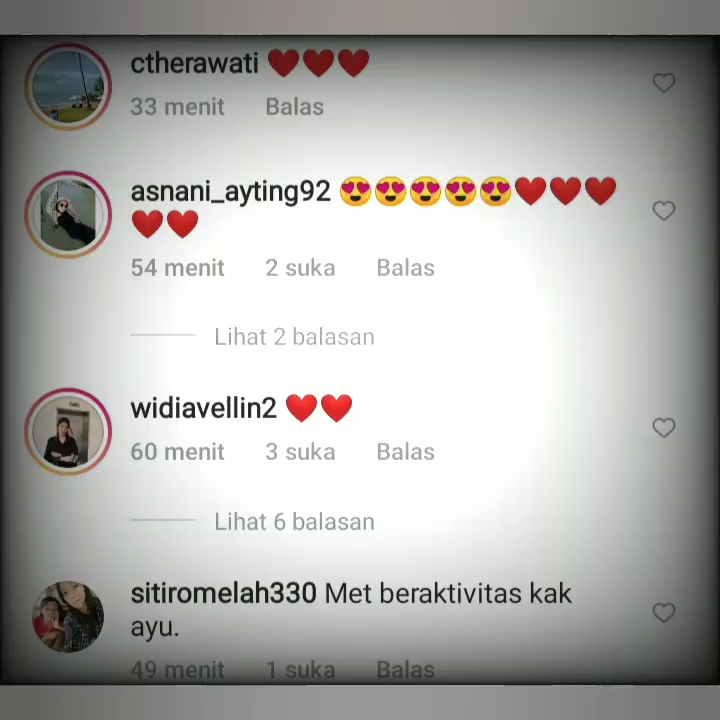 ctherawati ❤️❤️❤️
33 menit Balas
asnani_ayting92 😍😍😍😍😍❤️❤️❤️
❤️❤️
54 menit 2 suka Balas
Lihat 2 balasan
widiavellin2 ❤️❤️
60 menit 3 suka Balas
Lihat 6 balasan
sitiromelah330 Met beraktivitas kak
ayu.
49 menit 1 suka Balas